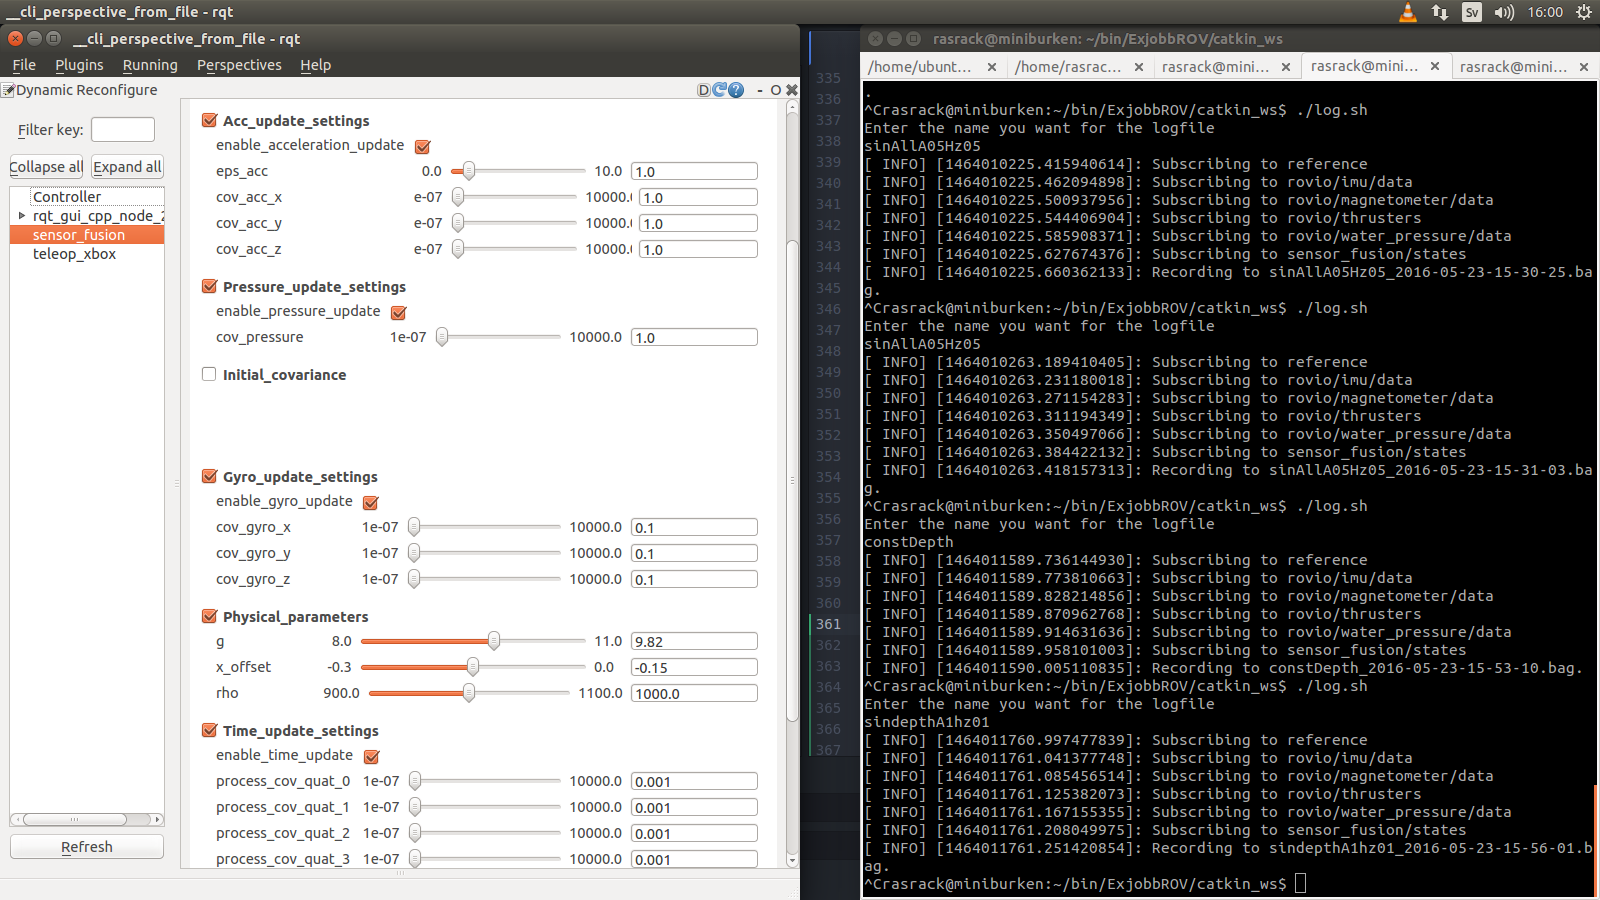 __cli_perspective_from_file - rqt
Sv
16:00
__cli_perspective_from_file - rqt
File Plugins Running Perspectives Help
Dynamic Reconfigure
D
?
- O
Filter key:
Collapse all Expand all
Controller
rqt_gui_cpp_node_2
sensor_fusion
teleop_xbox
Refresh
Acc_update_settings
enable_acceleration_update
eps_acc 0.0 10.0 1.0
cov_acc_x e-07 10000.( 1.0
cov_acc_y e-07 10000.( 1.0
cov_acc_z e-07 10000.( 1.0
Pressure_update_settings
enable_pressure_update
cov_pressure 1e-07 10000.0 1.0
Initial_covariance
Gyro_update_settings
enable_gyro_update
cov_gyro_x 1e-07 10000.0 0.1
cov_gyro_y 1e-07 10000.0 0.1
cov_gyro_z 1e-07 10000.0 0.1
Physical_parameters
g 8.0 11.0 9.82
x_offset -0.3 0.0 -0.15
rho 900.0 1100.0 1000.0
Time_update_settings
enable_time_update
process_cov_quat_0 1e-07 10000.0 0.001
process_cov_quat_1 1e-07 10000.0 0.001
process_cov_quat_2 1e-07 10000.0 0.001
process_cov_quat_3 1e-07 10000.0 0.001
335
336
337
338
339
340
341
342
343
344
345
346
347
348
349
350
351
352
353
354
355
356
357
358
359
360
361
362
363
364
365
366
367
rasrack@miniburken: ~/bin/ExjobbROV/catkin_ws
/home/ubunt... /home/rasrac... rasrack@mini... rasrack@mini... rasrack@mini...
.
^Crasrack@miniburken:~/bin/ExjobbROV/catkin_ws$ ./log.sh
Enter the name you want for the logfile
sinAllA05Hz05
[ INFO] [1464010225.415940614]: Subscribing to reference
[ INFO] [1464010225.462094898]: Subscribing to rovio/imu/data
[ INFO] [1464010225.500937956]: Subscribing to rovio/magnetometer/data
[ INFO] [1464010225.544406904]: Subscribing to rovio/thrusters
[ INFO] [1464010225.585908371]: Subscribing to rovio/water_pressure/data
[ INFO] [1464010225.627674376]: Subscribing to sensor_fusion/states
[ INFO] [1464010225.660362133]: Recording to sinAllA05Hz05_2016-05-23-15-30-25.ba
g.
^Crasrack@miniburken:~/bin/ExjobbROV/catkin_ws$ ./log.sh
Enter the name you want for the logfile
sinAllA05Hz05
[ INFO] [1464010263.189410405]: Subscribing to reference
[ INFO] [1464010263.231180018]: Subscribing to rovio/imu/data
[ INFO] [1464010263.271154283]: Subscribing to rovio/magnetometer/data
[ INFO] [1464010263.311194349]: Subscribing to rovio/thrusters
[ INFO] [1464010263.350497066]: Subscribing to rovio/water_pressure/data
[ INFO] [1464010263.384422132]: Subscribing to sensor_fusion/states
[ INFO] [1464010263.418157313]: Recording to sinAllA05Hz05_2016-05-23-15-31-03.ba
g.
^Crasrack@miniburken:~/bin/ExjobbROV/catkin_ws$ ./log.sh
Enter the name you want for the logfile
constDepth
[ INFO] [1464011589.736144930]: Subscribing to reference
[ INFO] [1464011589.773810663]: Subscribing to rovio/imu/data
[ INFO] [1464011589.828214856]: Subscribing to rovio/magnetometer/data
[ INFO] [1464011589.870962768]: Subscribing to rovio/thrusters
[ INFO] [1464011589.914631636]: Subscribing to rovio/water_pressure/data
[ INFO] [1464011589.958101003]: Subscribing to sensor_fusion/states
[ INFO] [1464011590.005110835]: Recording to constDepth_2016-05-23-15-53-10.bag.
^Crasrack@miniburken:~/bin/ExjobbROV/catkin_ws$ ./log.sh
Enter the name you want for the logfile
sindepthA1hz01
[ INFO] [1464011760.997477839]: Subscribing to reference
[ INFO] [1464011761.041377748]: Subscribing to rovio/imu/data
[ INFO] [1464011761.085456514]: Subscribing to rovio/magnetometer/data
[ INFO] [1464011761.125382073]: Subscribing to rovio/thrusters
[ INFO] [1464011761.167155355]: Subscribing to rovio/water_pressure/data
[ INFO] [1464011761.208049975]: Subscribing to sensor_fusion/states
[ INFO] [1464011761.251420854]: Recording to sindepthA1hz01_2016-05-23-15-56-01.b
ag.
^Crasrack@miniburken:~/bin/ExjobbROV/catkin_ws$